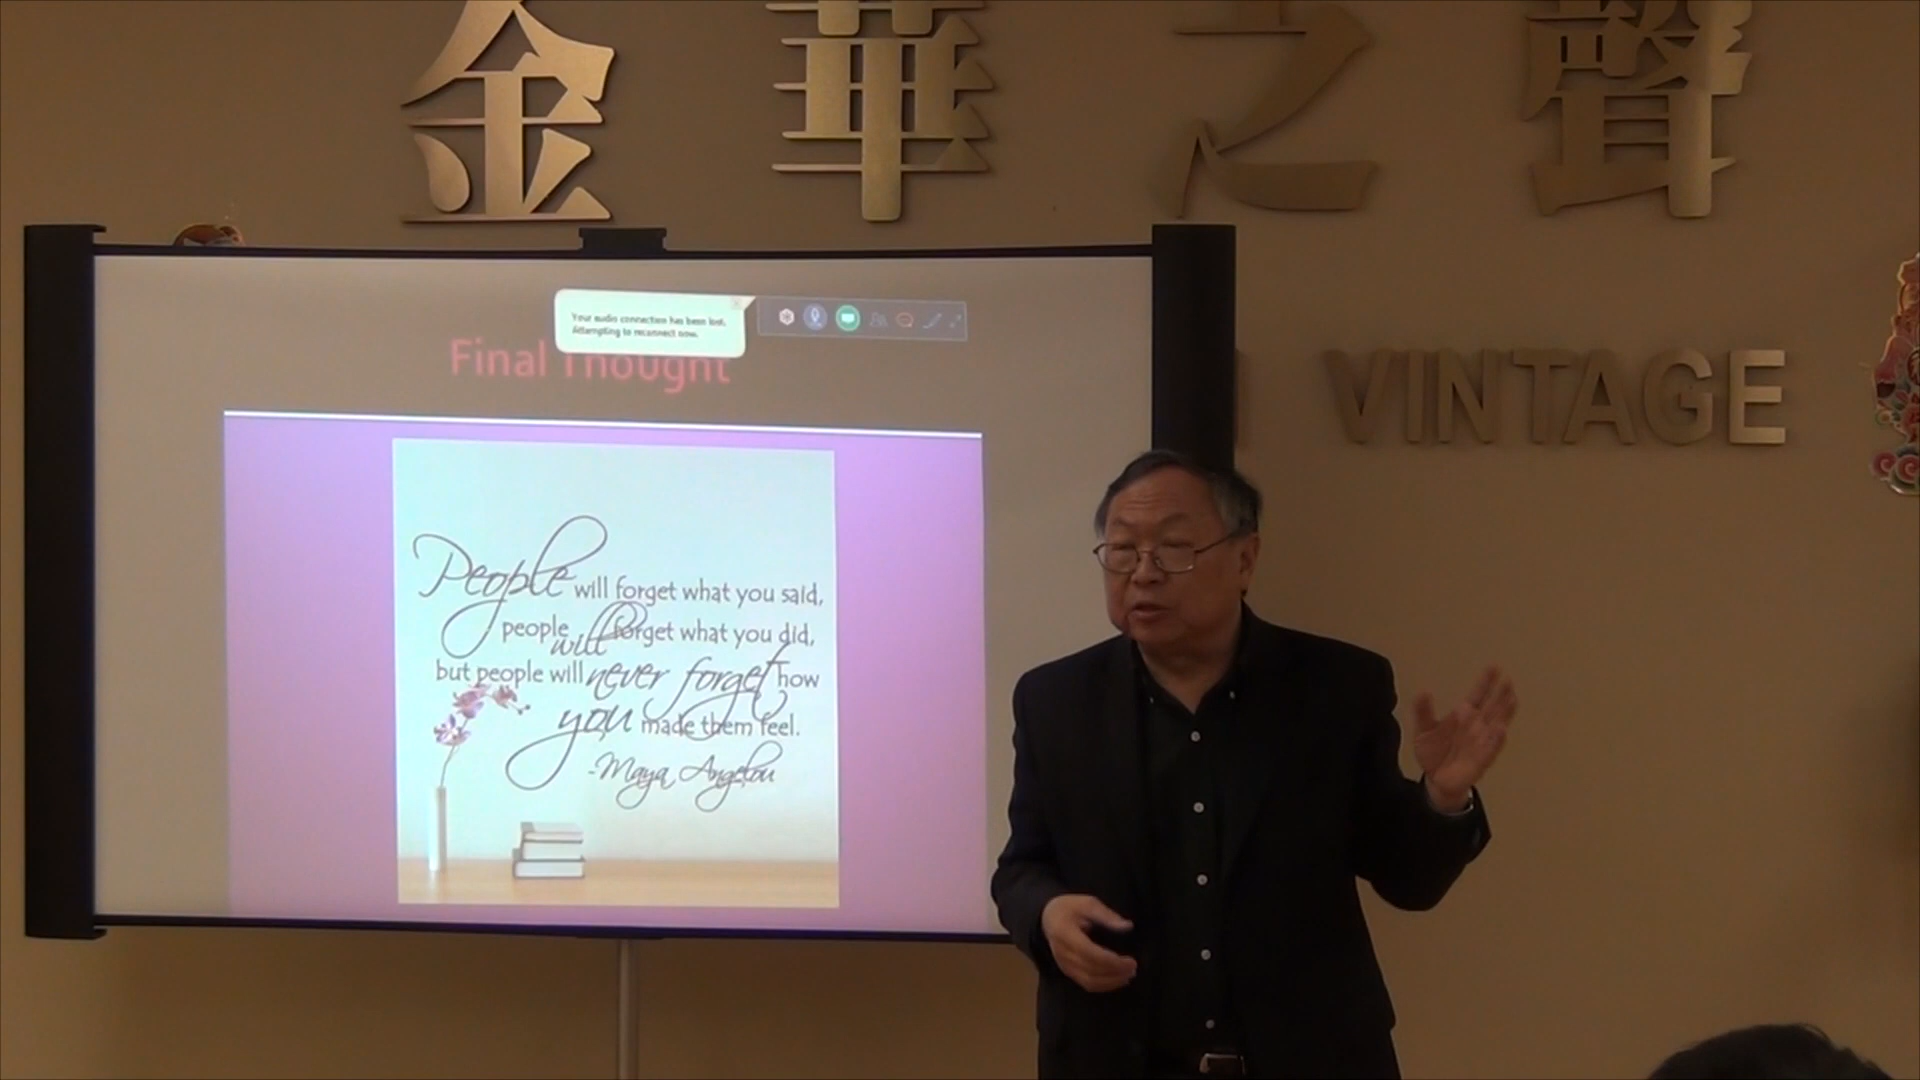 金華之聲
VINTAGE
Your audio connection has been lost.
Attempting to reconnect now.
Final Thought
People will forget what you said,
people will forget what you did,
but people will never forget how
you made them feel.
-Maya Angelou